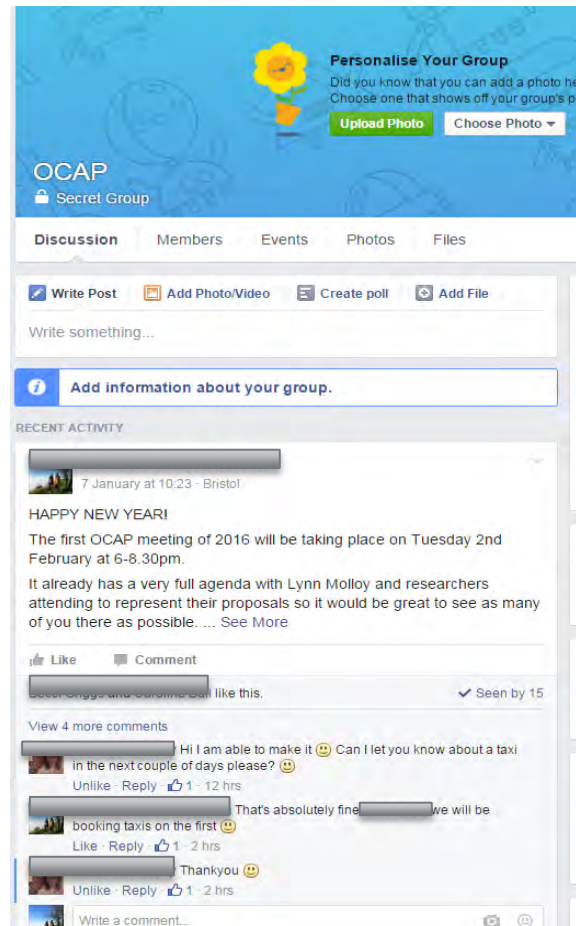 Personalise Your Group
Did you know that you can add a photo he
Choose one that shows off your group's p
Upload Photo
Choose Photo
OCAP
Secret Group
Discussion Members Events Photos Files
Write Post Add Photo/Video Create poll Add File
Write something...
Add information about your group.
RECENT ACTIVITY
7 January at 10:23 · Bristol
HAPPY NEW YEAR!
The first OCAP meeting of 2016 will be taking place on Tuesday 2nd
February at 6-8.30pm.
It already has a very full agenda with Lynn Molloy and researchers
attending to represent their proposals so it would be great to see as many
of you there as possible. ... See More
Like Comment
like this. Seen by 15
View 4 more comments
Hi I am able to make it Can I let you know about a taxi
in the next couple of days please?
Unlike · Reply · 1 · 12 hrs
That's absolutely fine we will be
booking taxis on the first
Like · Reply · 1 · 2 hrs
Thankyou
Unlike · Reply · 1 · 2 hrs
Write a comment...